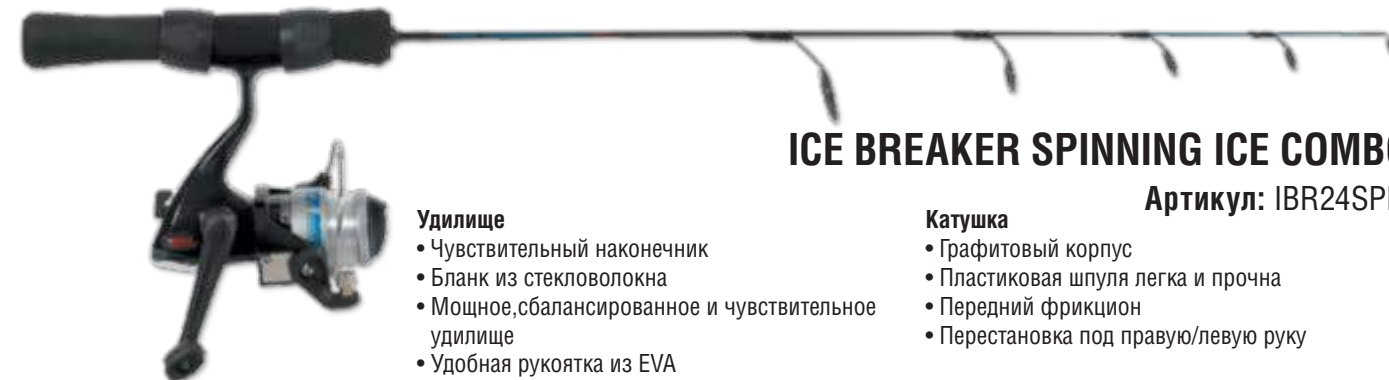 ICE BREAKER SPINNING ICE COMBO
Артикул: IBR24SP
Удилище
• Чувствительный наконечник
• Бланк из стекловолокна
• Мощное,сбалансированное и чувствительное
удилище
• Удобная рукоятка из EVA
Катушка
• Графитовый корпус
• Пластиковая шпуля легка и прочна
• Передний фрикцион
• Перестановка под правую/левую руку